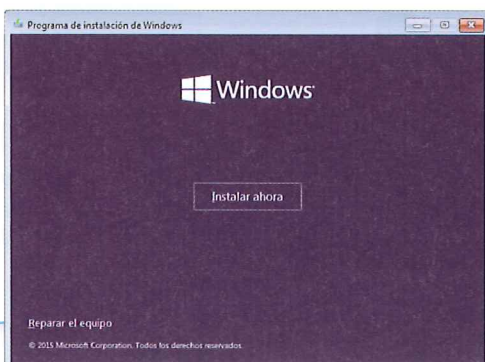 Programa de instalación de Windows
Windows
Instalar ahora
Reparar el equipo
© 2015 Microsoft Corporation. Todos los derechos reservados.